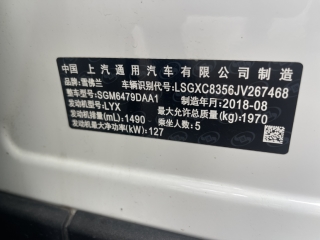 中国 上汽通用汽车有限公司制造
品牌:雪佛兰 车辆识别代号:LSGXC8356JV267468
整车型号:SGM6479DAA1 制造年月:2018-08
发动机型号:LYX 最大允许总质量(kg):1970
发动机排量(mL):1490 乘坐人数:5
发动机最大净功率(kW):127